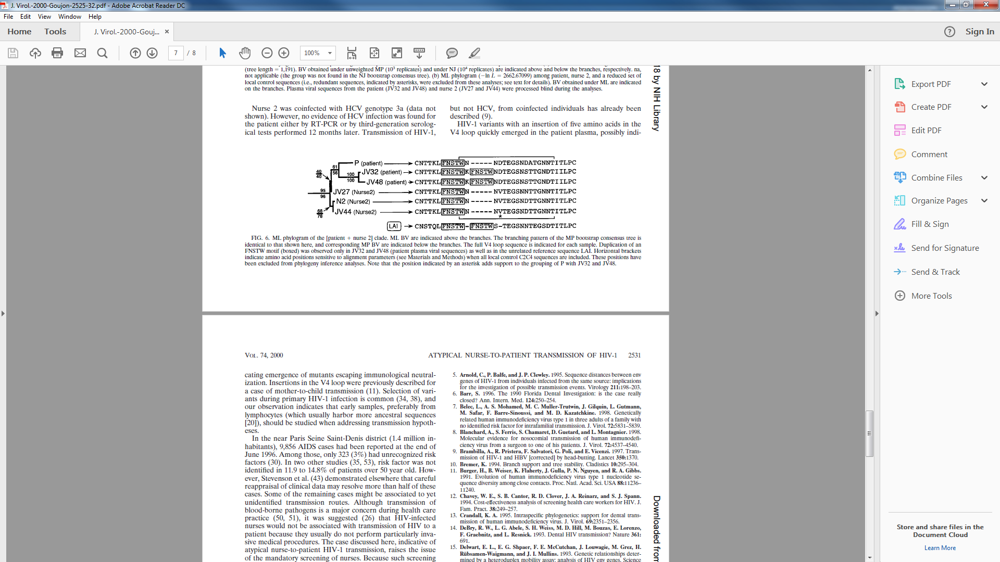 J. Virol.-2000-Goujon-2525-32.pdf - Adobe Acrobat Reader DC
File Edit View Window Help
Home Tools J. Virol.-2000-Gouj... × Sign In
7 / 8 100%
(tree length = 1,191). BV obtained under unweighted MP (10³ replicates) and under NJ (10⁴ replicates) are indicated above and below the branches, respectively. na,
not applicable (the group was not found in the NJ bootstrap consensus tree). (b) ML phylogram (−ln L = 2662.67099) among patient, nurse 2, and a reduced set of
local control sequences (i.e., redundant sequences, indicated by asterisks, were excluded from these analyses; see text for details). BV obtained under ML are indicated
on the branches. Plasma viral sequences from the patient (JV32 and JV48) and nurse 2 (JV27 and JV44) were processed blind during the analyses.
Nurse 2 was coinfected with HCV genotype 3a (data not
shown). However, no evidence of HCV infection was found for
the patient either by RT-PCR or by third-generation serolog-
ical tests performed 12 months later. Transmission of HIV-1,
but not HCV, from coinfected individuals has already been
described (9).
HIV-1 variants with an insertion of five amino acids in the
V4 loop quickly emerged in the patient plasma, possibly indi-
18 by NIH Library
P (patient) CNTTKLFNSTWN-----NDTEGSNDATGNNTITLPC
JV32 (patient) CNTTKLFNSTWKFNSTWNDTEGSNSTTGNDTIILPC
JV48 (patient) CNTTKLFNSTWKFNSTWNDTEGSNSTTGNDTIILPC
JV27 (Nurse2) CNTTKLFNSTWN-----NVTEGSNNTTGNNTITLPC
N2 (Nurse2) CNTTKLFNSTWN-----NVTEGSNDTTGNNTITLPC
JV44 (Nurse2) CNTTKLFNSTWN-----NVTEGSNDTTGNNTITLPC
*
LAI CNSTQLFNSTW-FNSTWS-TEGSNNTEGSDTITLPC
61
56
40
40
100
100
95
96
68
78
FIG. 6. ML phylogram of the [patient + nurse 2] clade. ML BV are indicated above the branches. The branching pattern of the MP bootstrap consensus tree is
identical to that shown here, and corresponding MP BV are indicated below the branches. The full V4 loop sequence is indicated for each sample. Duplication of an
FNSTW motif (boxed) was observed only in JV32 and JV48 (patient plasma viral sequences) as well as in the unrelated reference sequence LAI. Horizontal brackets
indicate amino acid positions sensitive to alignment parameters (see Materials and Methods) when all local control C2C4 sequences are included. These positions have
been excluded from phylogeny inference analyses. Note that the position indicated by an asterisk adds support to the grouping of P with JV32 and JV48.
VOL. 74, 2000 ATYPICAL NURSE-TO-PATIENT TRANSMISSION OF HIV-1 2531
cating emergence of mutants escaping immunological neutral-
ization. Insertions in the V4 loop were previously described for
a case of mother-to-child transmission (11). Selection of vari-
ants during primary HIV-1 infection is common (34, 38), and
our observation indicates that early samples, preferably from
lymphocytes (which usually harbor more ancestral sequences
[20]), should be studied when addressing transmission hypoth-
eses.
In the near Paris Seine Saint-Denis district (1.4 million in-
habitants), 9,856 AIDS cases had been reported at the end of
June 1996. Among those, only 323 (3%) had unrecognized risk
factors (30). In two other studies (35, 53), risk factor was not
identified in 11.9 to 14.8% of patients over 50 year old. How-
ever, Stevenson et al. (43) demonstrated elsewhere that careful
reappraisal of clinical data may resolve more than half of these
cases. Some of the remaining cases might be associated to yet
unidentified transmission routes. Although transmission of
blood-borne pathogens is a major concern during health care
practice (50, 51), it was suggested (26) that HIV-infected
nurses would not be associated with transmission of HIV to a
patient because they usually do not perform particularly inva-
sive medical procedures. The case discussed here, indicative of
atypical nurse-to-patient HIV-1 transmission, raises the issue
of the mandatory screening of nurses. Because such screening
5. Arnold, C., P. Balfe, and J. P. Clewley. 1995. Sequence distances between env
genes of HIV-1 from individuals infected from the same source: implications
for the investigation of possible transmission events. Virology 211:198–203.
6. Barr, S. 1996. The 1990 Florida Dental Investigation: is the case really
closed? Ann. Intern. Med. 124:250–254.
7. Belec, L., A. S. Mohamed, M. C. Muller-Trutwin, J. Gilquin, L. Gutmann,
M. Safar, F. Barre-Sinoussi, and M. D. Kazatchkine. 1998. Genetically
related human immunodeficiency virus type 1 in three adults of a family with
no identified risk factor for intrafamilial transmission. J. Virol. 72:5831–5839.
8. Blanchard, A., S. Ferris, S. Chamaret, D. Guetard, and L. Montagnier. 1998.
Molecular evidence for nosocomial transmission of human immunodefi-
ciency virus from a surgeon to one of his patients. J. Virol. 72:4537–4540.
9. Brambilla, A., R. Pristera, F. Salvatori, G. Poli, and E. Vicenzi. 1997. Trans-
mission of HIV-1 and HBV [corrected] by head-butting. Lancet 350:1370.
10. Bremer, K. 1994. Branch support and tree stability. Cladistics 10:295–304.
11. Burger, H., B. Weiser, K. Flaherty, J. Gulla, P. N. Nguyen, and R. A. Gibbs.
1991. Evolution of human immunodeficiency virus type 1 nucleotide se-
quence diversity among close contacts. Proc. Natl. Acad. Sci. USA 88:11236–
11240.
12. Chavey, W. E., S. B. Cantor, R. D. Clover, J. A. Reinarz, and S. J. Spann.
1994. Cost-effectiveness analysis of screening health care workers for HIV. J.
Fam. Pract. 38:249–257.
13. Crandall, K. A. 1995. Intraspecific phylogenetics: support for dental trans-
mission of human immunodeficiency virus. J. Virol. 69:2351–2356.
14. DeBry, R. W., L. G. Abele, S. H. Weiss, M. D. Hill, M. Bouzas, E. Lorenzo,
F. Graebnitz, and L. Resnick. 1993. Dental HIV transmission? Nature 361:
691.
15. Delwart, E. L., E. G. Shpaer, F. E. McCutchan, J. Louwagie, M. Grez, H.
Rübsamen-Waigmann, and J. I. Mullins. 1993. Genetic relationships deter-
mined by a heteroduplex mobility assay: analysis of HIV env genes. Science
Downloaded from
Export PDF
Create PDF
Edit PDF
Comment
Combine Files
Organize Pages
Fill & Sign
Send for Signature
Send & Track
More Tools
Store and share files in the
Document Cloud
Learn More